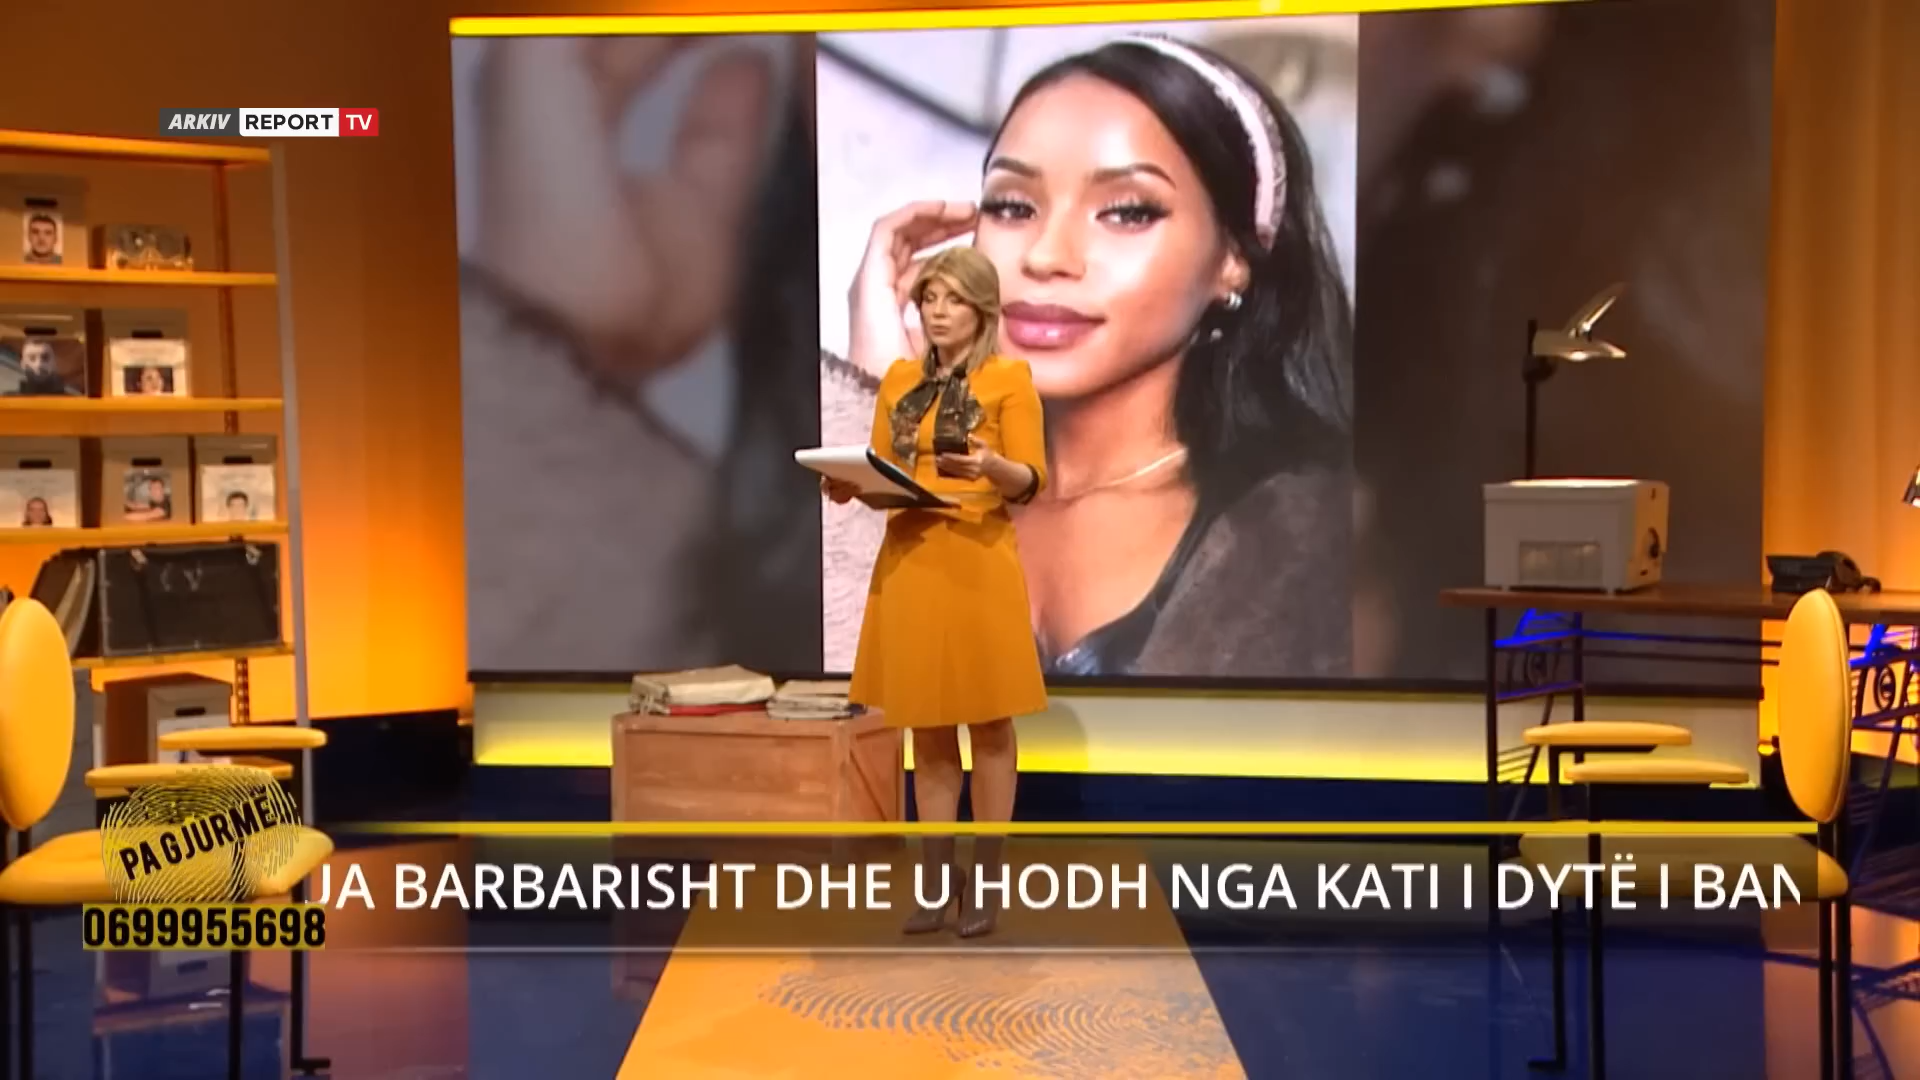 ARKIV REPORT TV
PA GJURMË
JA BARBARISHT DHE U HODH NGA KATI I DYTË I BAN
0699955698